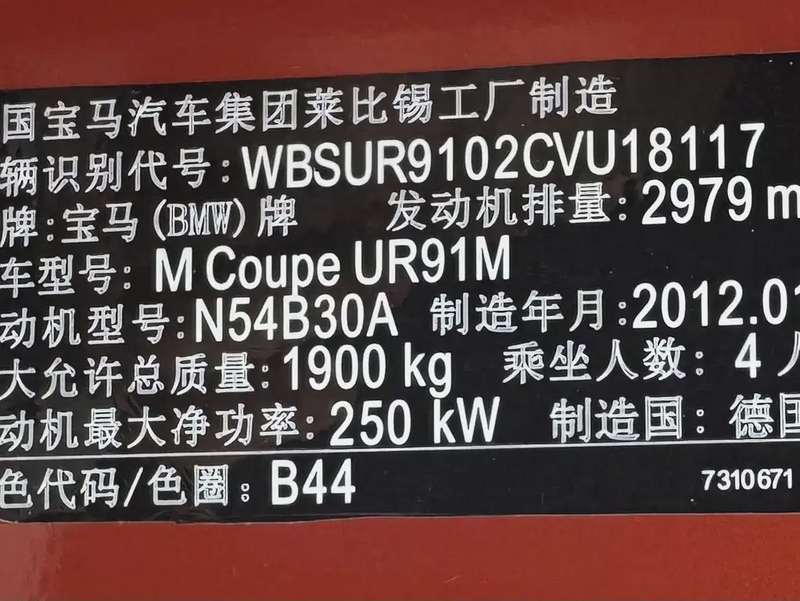 国宝马汽车集团莱比锡工厂制造
辆识别代号:WBSUR9102CVU18117
牌:宝马(BMW)牌 发动机排量:2979 m
车型号: M Coupe UR91M
动机型号:N54B30A 制造年月:2012.01
大允许总质量:1900 kg 乘坐人数: 4 人
动机最大净功率: 250 kW 制造国: 德国
色代码/色圈: B44 7310671